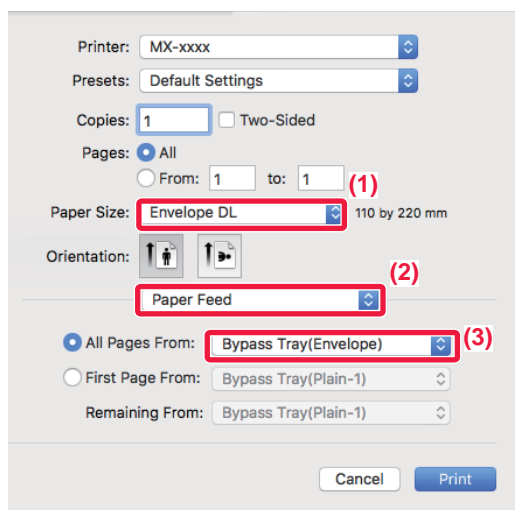 Printer: MX-xxxx
Presets: Default Settings
Copies: 1 Two-Sided
Pages: All
From: 1 to: 1
(1)
Paper Size: Envelope DL 110 by 220 mm
Orientation:
(2)
Paper Feed
All Pages From: Bypass Tray(Envelope) (3)
First Page From: Bypass Tray(Plain-1)
Remaining From: Bypass Tray(Plain-1)
Cancel Print